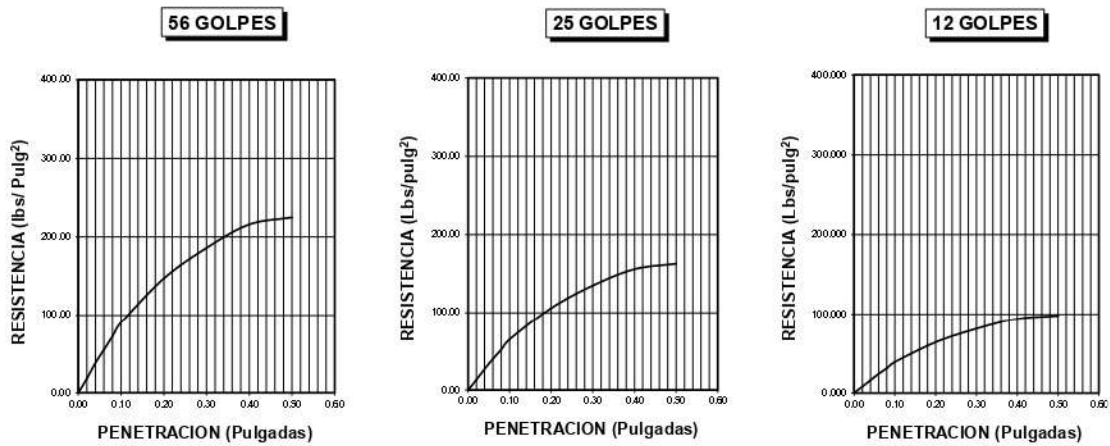 56 GOLPES
400.00
300.00
200.00
100.00
0.00
0.00 0.10 0.20 0.30 0.40 0.50 0.60
RESISTENCIA (lbs/ Pulg²)
PENETRACION (Pulgadas)
25 GOLPES
400.00
300.00
200.00
100.00
0.00
0.00 0.10 0.20 0.30 0.40 0.50 0.60
RESISTENCIA (Lbs/pulg²)
PENETRACION (Pulgadas)
12 GOLPES
400.000
300.000
200.000
100.000
0.000
0.00 0.10 0.20 0.30 0.40 0.50 0.60
RESISTENCIA (Lbs/pulg²)
PENETRACION (Pulgadas)